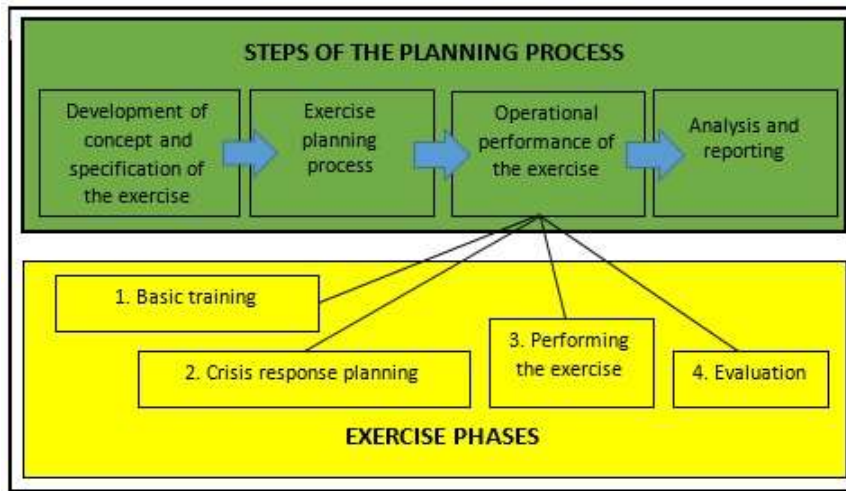 STEPS OF THE PLANNING PROCESS
Development of
concept and
specification of
the exercise
Exercise
planning
process
Operational
performance of
the exercise
Analysis and
reporting
1. Basic training
2. Crisis response planning
3. Performing
the exercise
4. Evaluation
EXERCISE PHASES